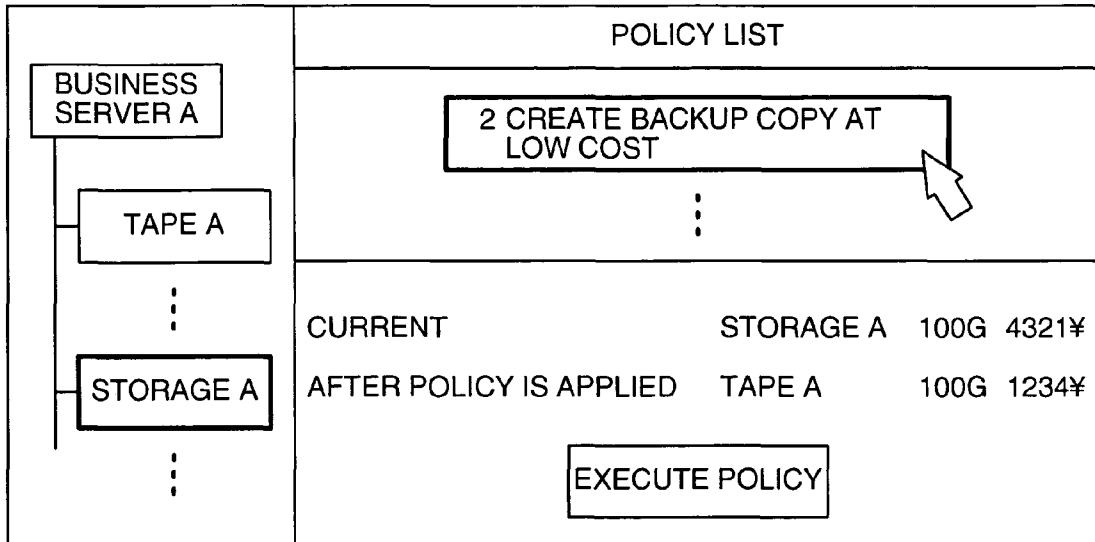 BUSINESS
SERVER A
TAPE A
STORAGE A
POLICY LIST
2 CREATE BACKUP COPY AT
LOW COST
CURRENT STORAGE A 100G 4321¥
AFTER POLICY IS APPLIED TAPE A 100G 1234¥
EXECUTE POLICY